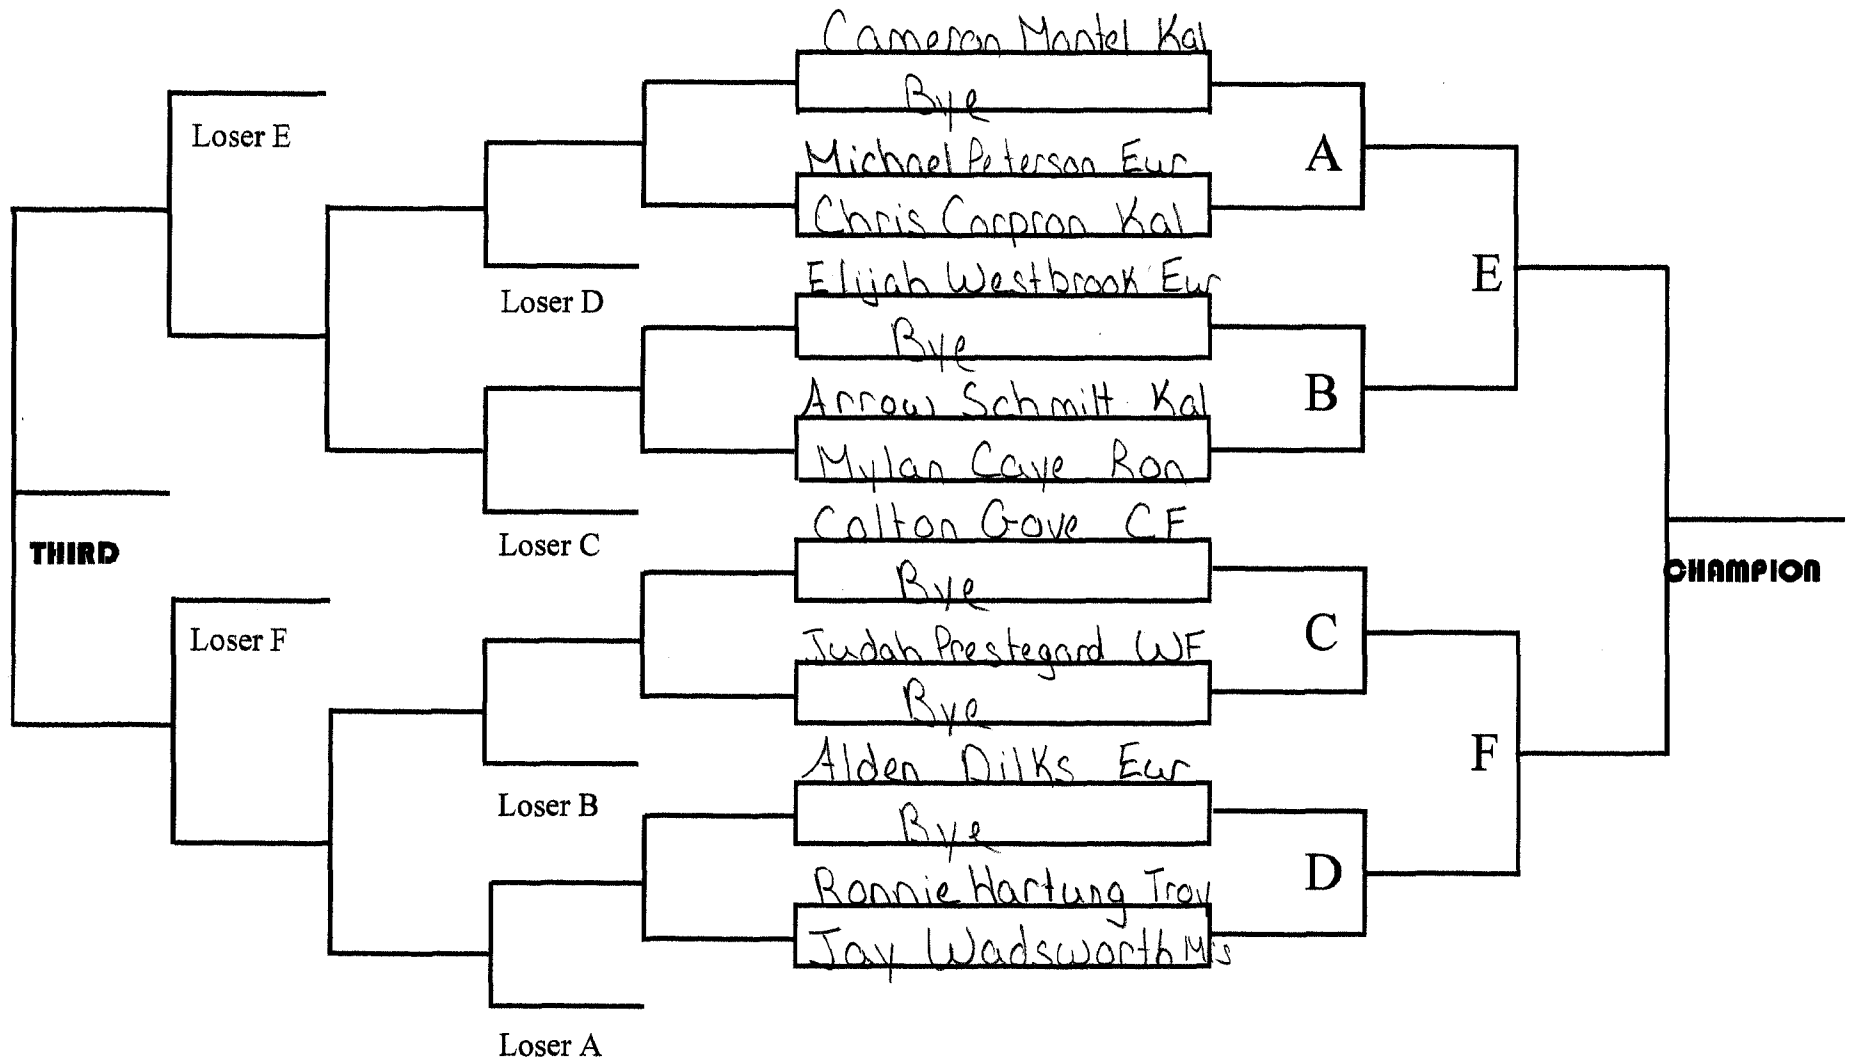 Cameron Mantel Kal
Bye
Loser E
Michael Peterson Eur
A
Chris Corpron Kal
Elijah Westbrook Eur
E
Loser D
Bye
Arrow Schmitt Kal
B
Mylan Caye Ron
Colton Gove CF
Loser C
THIRD
CHAMPION
Bye
Loser F
Judah Prestegard WF
C
Bye
Alden Dilks Eur
F
Loser B
Bye
Ronnie Hartung Troy
D
Jay Wadsworth Mis
Loser A